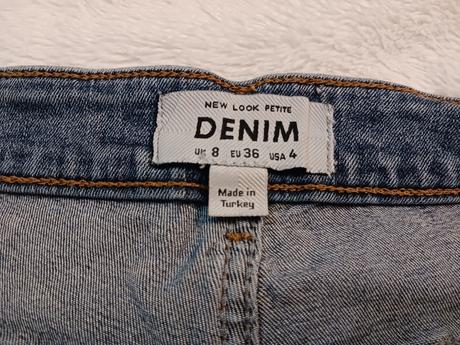 NEW LOOK PETITE
DENIM
UK 8 EU 36 USA 4
Made in
Turkey